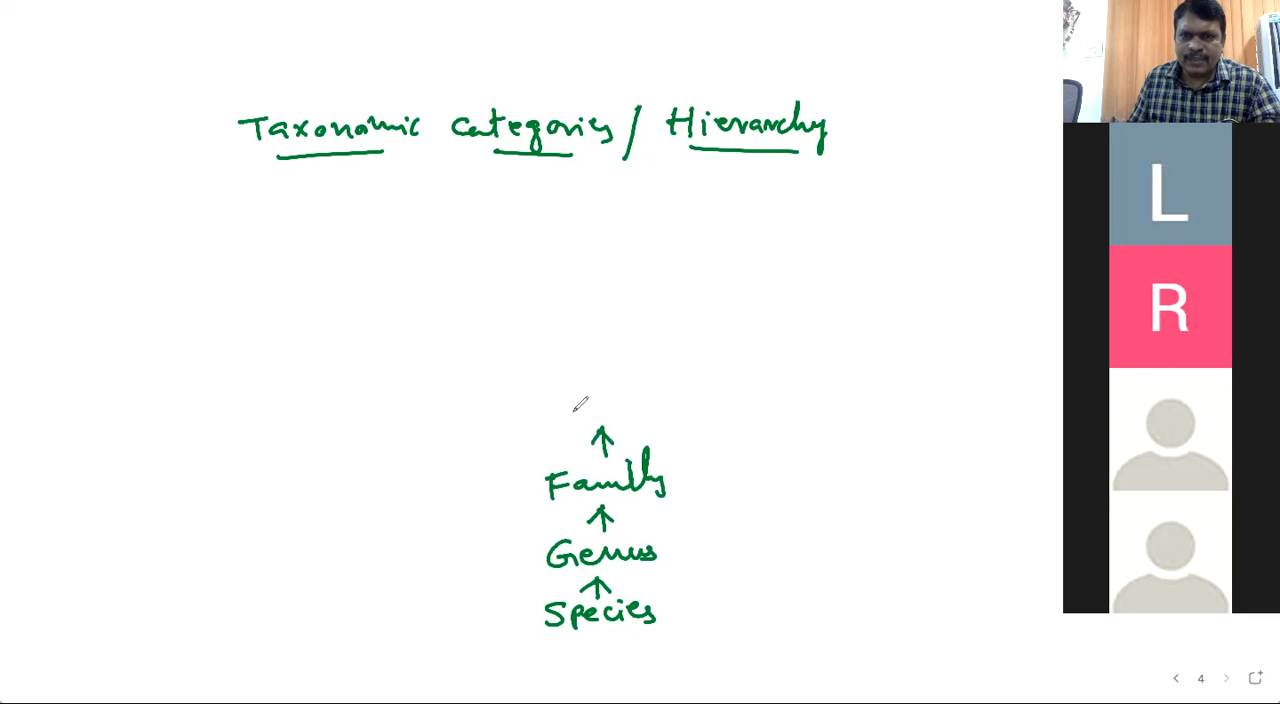 Taxonomic Categories / Hierarchy
L
R
Family
Genus
Species
4